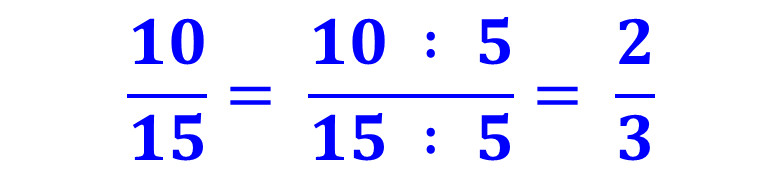 10/15 = 10 : 5/15 : 5 = 2/3